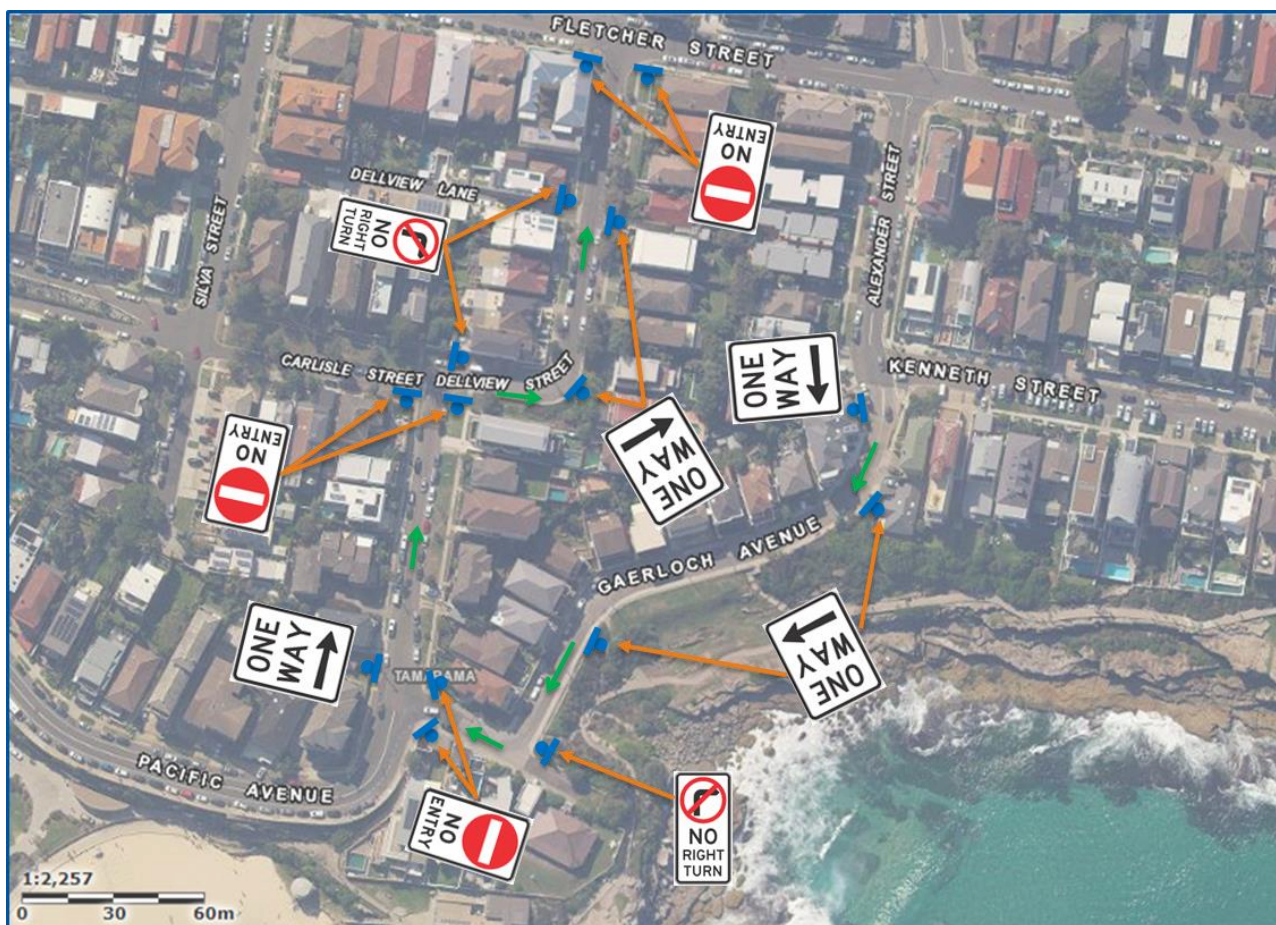 FLETCHER STREET
NO
ENTRY
DELLVIEW LANE
NO
RIGHT
TURN
SILVA STREET
ALEXANDER STREET
CARLISLE STREET
DELLVIEW STREET
ONE
WAY
KENNETH STREET
NO
ENTRY
ONE
WAY
GAERLOCH AVENUE
ONE
WAY
TAMARAMA
ONE
WAY
PACIFIC AVENUE
NO
ENTRY
NO
RIGHT
TURN
1:2,257
0 30 60m